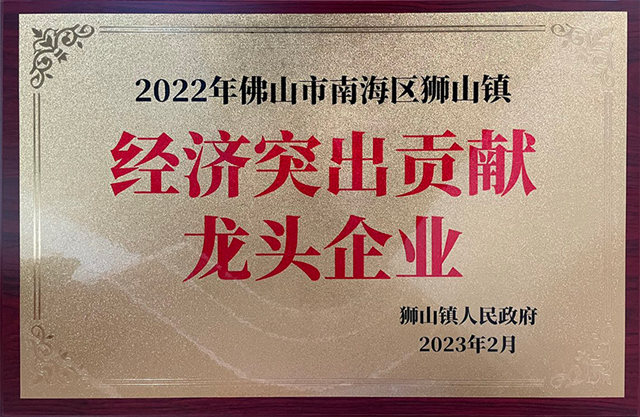 2022年佛山市南海区狮山镇
经济突出贡献
龙头企业
狮山镇人民政府
2023年2月